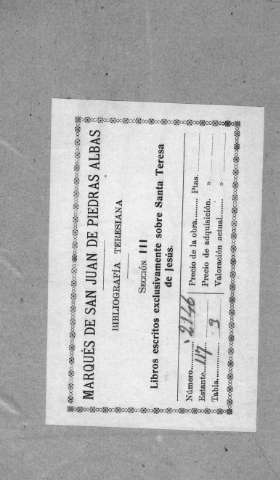 MARQUÉS DE SAN JUAN DE PIEDRAS ALBAS
BIBLIOGRAFÍA TERESIANA
SECCIÓN III
Libros escritos exclusivamente sobre Santa Teresa
de Jesús.
Número 2146 Precio de la obra Ptas.
Estante 117 Precio de adquisición »
Tabla 9 Valoración actual »